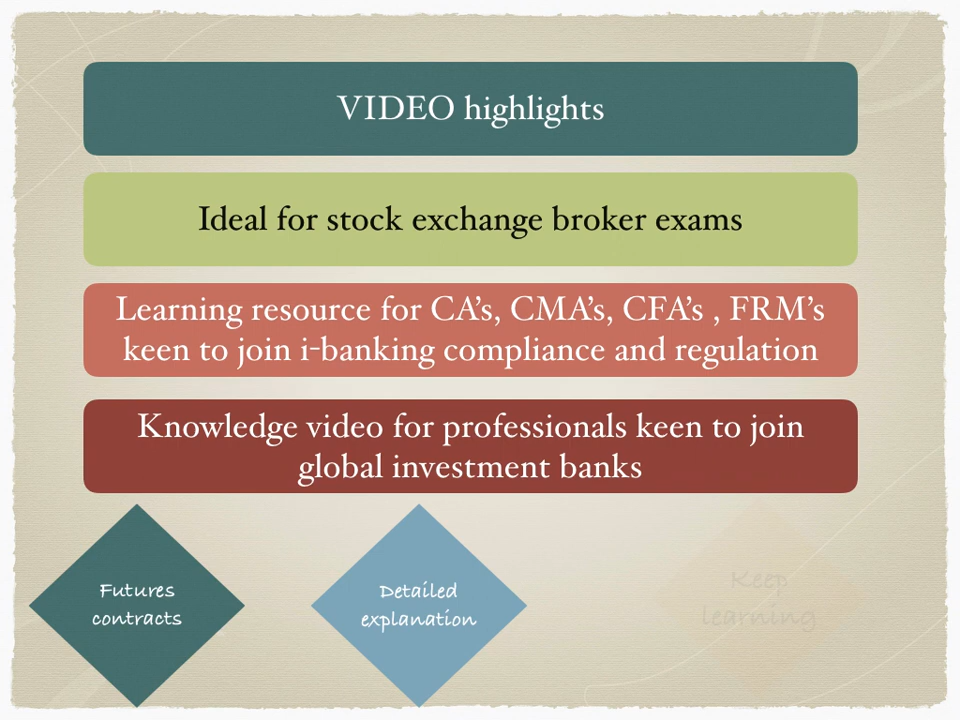 VIDEO highlights
Ideal for stock exchange broker exams
Learning resource for CA’s, CMA’s, CFA’s , FRM’s
keen to join i-banking compliance and regulation
Knowledge video for professionals keen to join
global investment banks
Futures
contracts
Detailed
explanation
Keep
learning